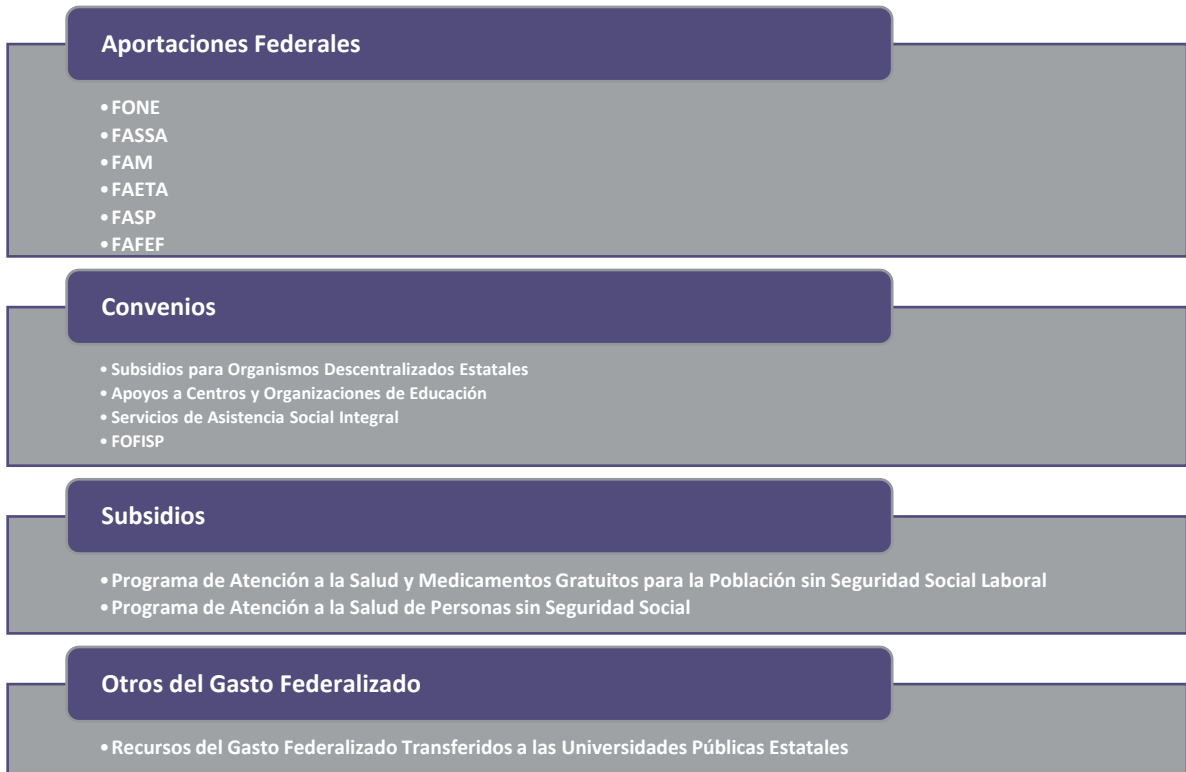 Aportaciones Federales
• FONE
• FASSA
• FAM
• FAETA
• FASP
• FAFEF
Convenios
• Subsidios para Organismos Descentralizados Estatales
• Apoyos a Centros y Organizaciones de Educación
• Servicios de Asistencia Social Integral
• FOFISP
Subsidios
• Programa de Atención a la Salud y Medicamentos Gratuitos para la Población sin Seguridad Social Laboral
• Programa de Atención a la Salud de Personas sin Seguridad Social
Otros del Gasto Federalizado
• Recursos del Gasto Federalizado Transferidos a las Universidades Públicas Estatales